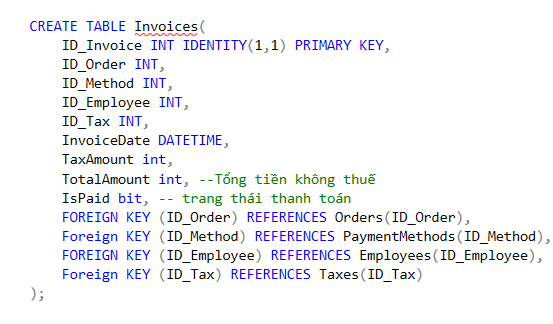 CREATE TABLE Invoices(
    ID_Invoice INT IDENTITY(1,1) PRIMARY KEY,
    ID_Order INT,
    ID_Method INT,
    ID_Employee INT,
    ID_Tax INT,
    InvoiceDate DATETIME,
    TaxAmount int,
    TotalAmount int, --Tổng tiền không thuế
    IsPaid bit, -- trang thái thanh toán
    FOREIGN KEY (ID_Order) REFERENCES Orders(ID_Order),
    Foreign KEY (ID_Method) REFERENCES PaymentMethods(ID_Method),
    FOREIGN KEY (ID_Employee) REFERENCES Employees(ID_Employee),
    Foreign KEY (ID_Tax) REFERENCES Taxes(ID_Tax)
);